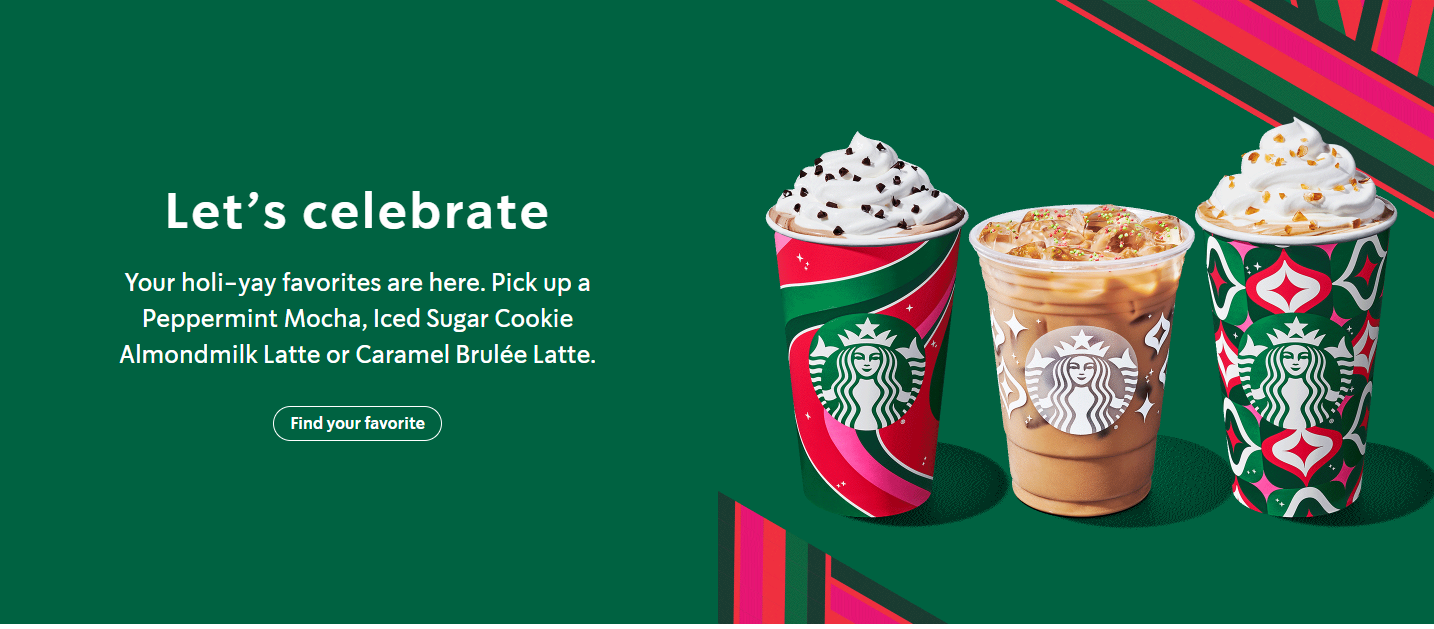 Let’s celebrate
Your holi-yay favorites are here. Pick up a
Peppermint Mocha, Iced Sugar Cookie
Almondmilk Latte or Caramel Brulée Latte.
Find your favorite